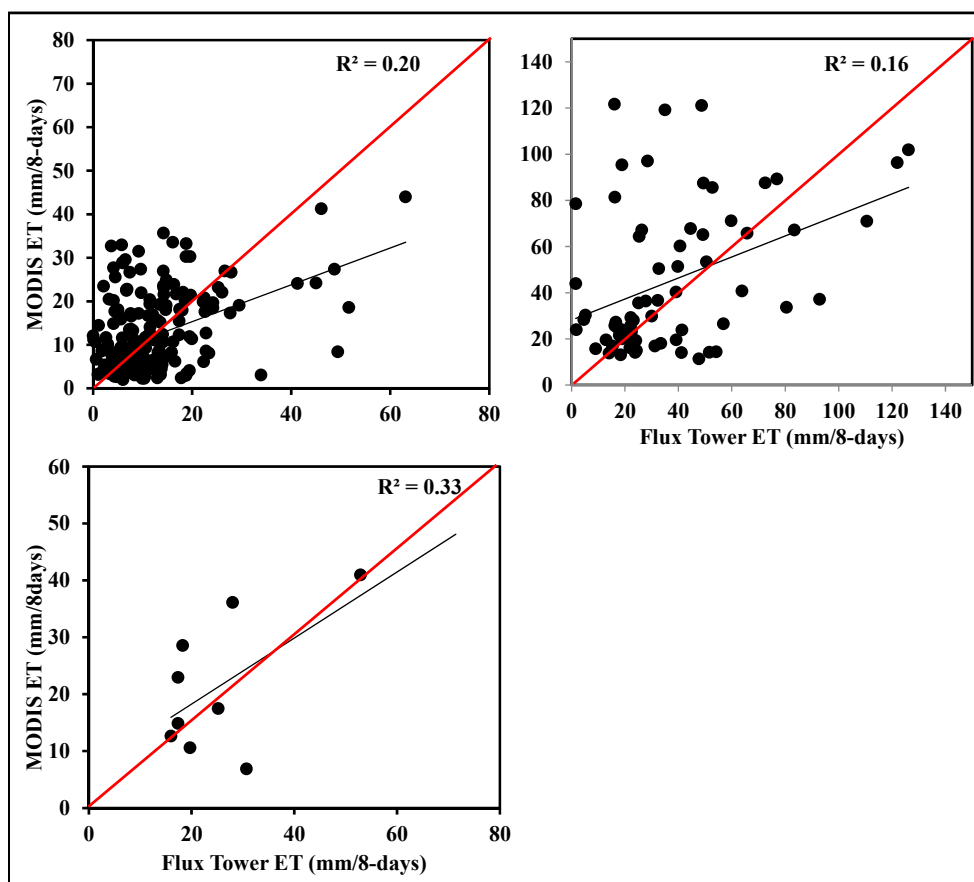 80
70
60
50
40
30
20
10
0
MODIS ET (mm/8-days)
R² = 0.20
0 20 40 60 80
140
120
100
80
60
40
20
0
R² = 0.16
0 20 40 60 80 100 120 140
Flux Tower ET (mm/8-days)
60
50
40
30
20
10
0
MODIS ET (mm/8days)
R² = 0.33
0 20 40 60 80
Flux Tower ET (mm/8-days)